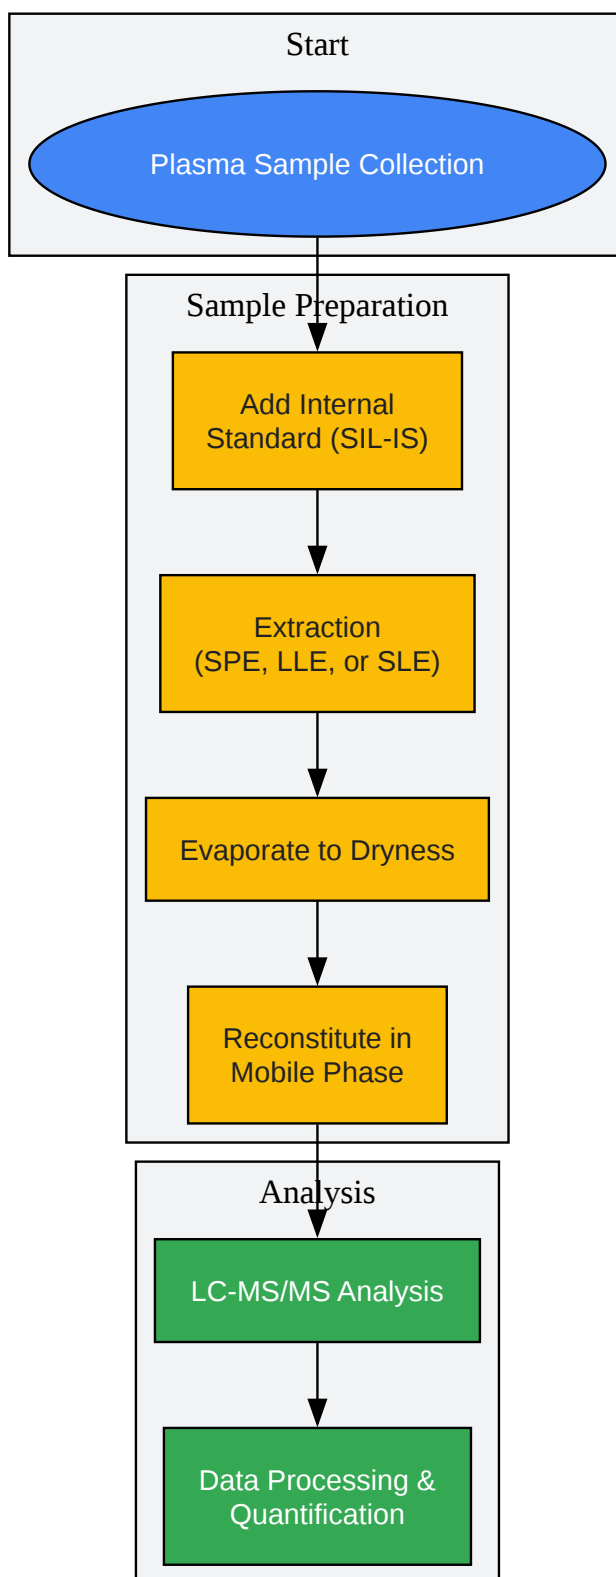 Start
Plasma Sample Collection
Sample Preparation
Add Internal
Standard (SIL-IS)
Extraction
(SPE, LLE, or SLE)
Evaporate to Dryness
Reconstitute in
Mobile Phase
Analysis
LC-MS/MS Analysis
Data Processing &
Quantification